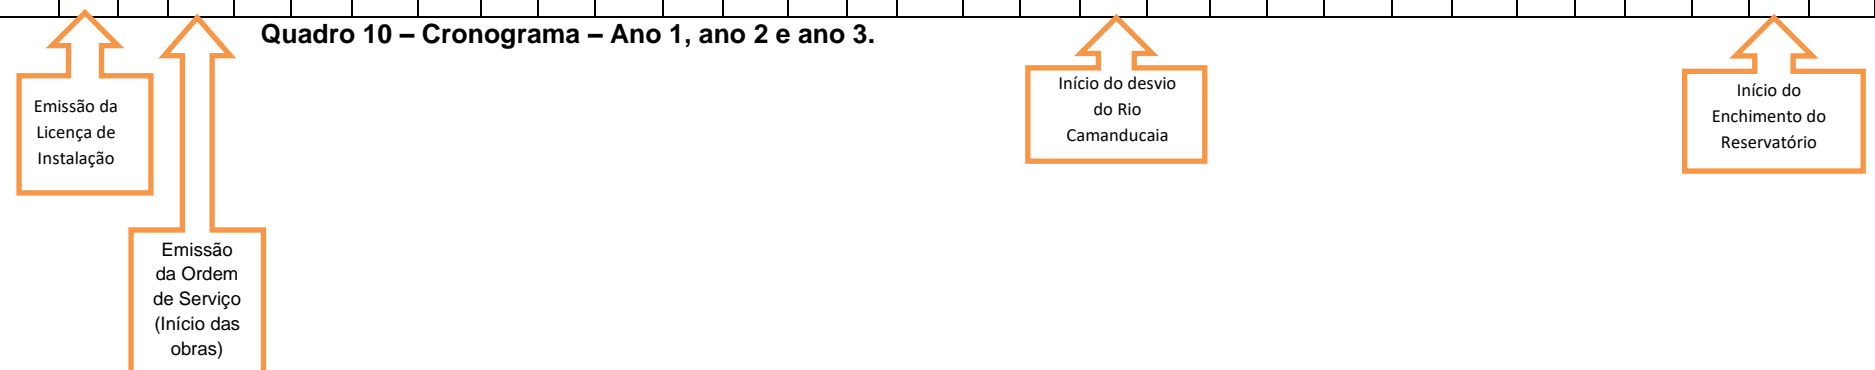 Quadro 10 – Cronograma – Ano 1, ano 2 e ano 3.
Emissão da
Licença de
Instalação
Emissão
da Ordem
de Serviço
(Início das
obras)
Início do desvio
do Rio
Camanducaia
Início do
Enchimento do
Reservatório